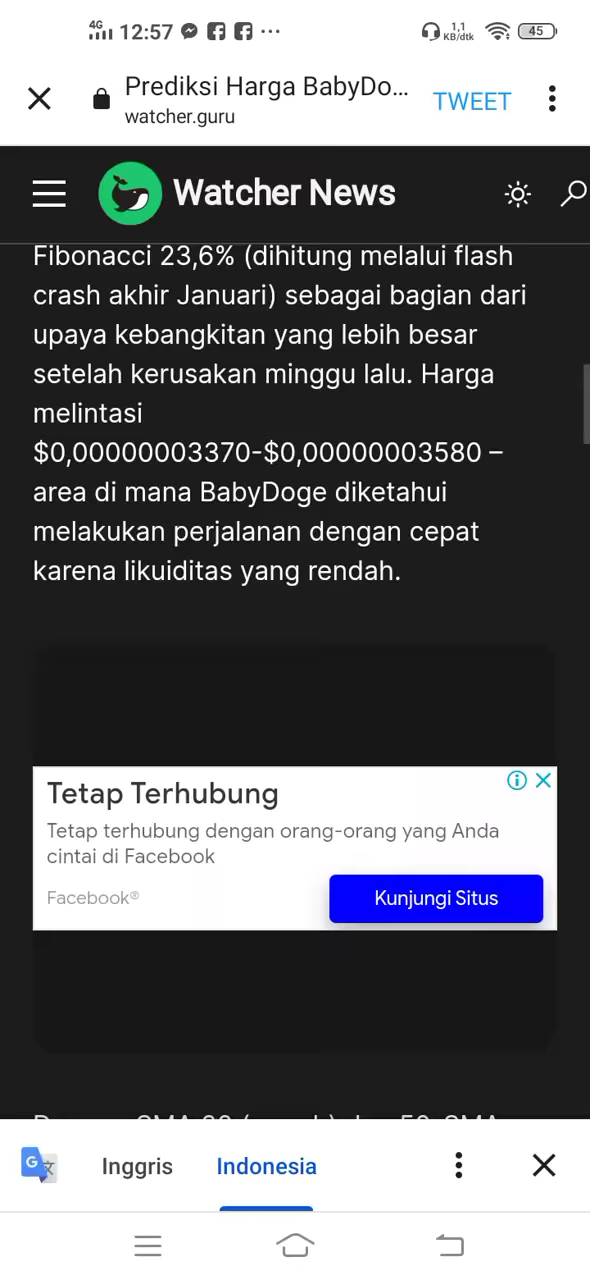 4G 12:57 ... 1,1 KB/dtk 45
Prediksi Harga BabyDo... TWEET
watcher.guru
Watcher News
Fibonacci 23,6% (dihitung melalui flash
crash akhir Januari) sebagai bagian dari
upaya kebangkitan yang lebih besar
setelah kerusakan minggu lalu. Harga
melintasi
$0,00000003370-$0,00000003580 –
area di mana BabyDoge diketahui
melakukan perjalanan dengan cepat
karena likuiditas yang rendah.
Tetap Terhubung
Tetap terhubung dengan orang-orang yang Anda
cintai di Facebook
Facebook®
Kunjungi Situs
Inggris Indonesia